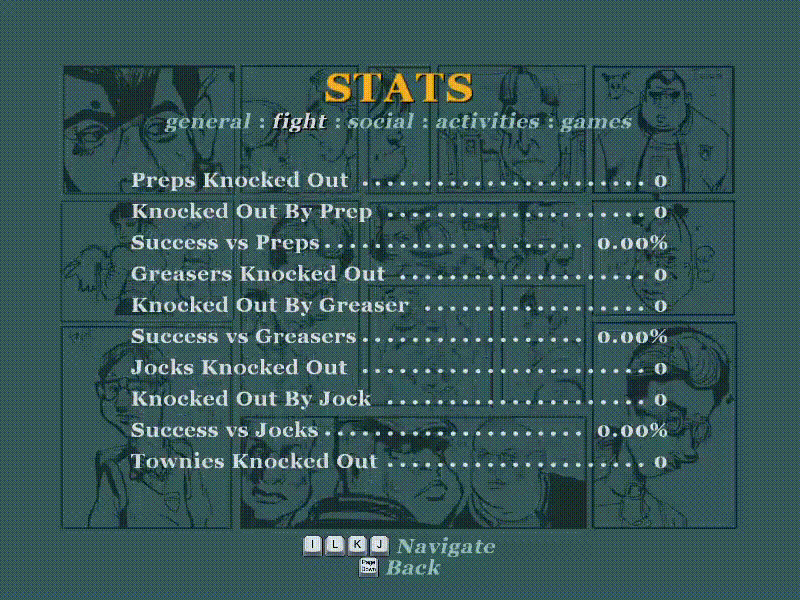 STATS
general : fight : social : activities : games
Preps Knocked Out ...................... 0
Knocked Out By Prep .................... 0
Success vs Preps.................... 0.00%
Greasers Knocked Out ................... 0
Knocked Out By Greaser ................. 0
Success vs Greasers................. 0.00%
Jocks Knocked Out ...................... 0
Knocked Out By Jock .................... 0
Success vs Jocks.................... 0.00%
Townies Knocked Out .................... 0
I L K J Navigate
Page Down Back